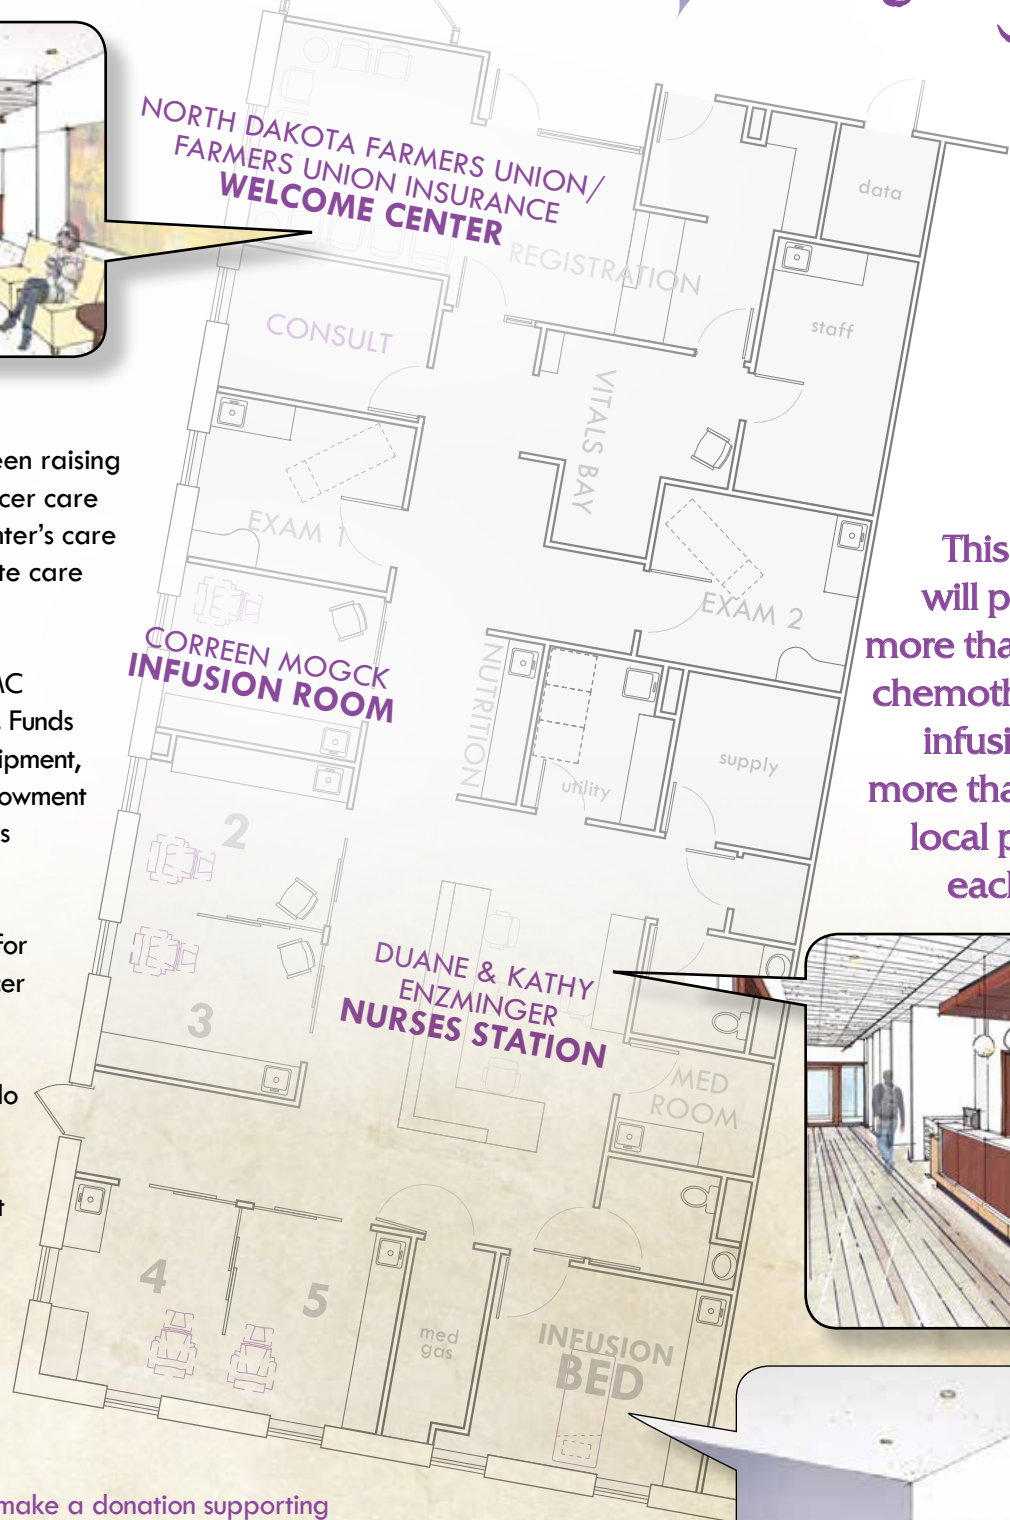 NORTH DAKOTA FARMERS UNION/
FARMERS UNION INSURANCE
WELCOME CENTER
REGISTRATION
data
staff
CONSULT
VITALS BAY
EXAM 1
EXAM 2
CORREEN MOGCK
INFUSION ROOM
NUTRITION
utility
supply
2
3
DUANE & KATHY
ENZMINGER
NURSES STATION
MED
ROOM
4
5
med
gas
INFUSION
BED
een raising
cer care
nter's care
te care
AC
. Funds
ipment,
owment
s
for
er
do
t
make a donation supporting
This
will p
more tha
chemoth
infusi
more tha
local p
each